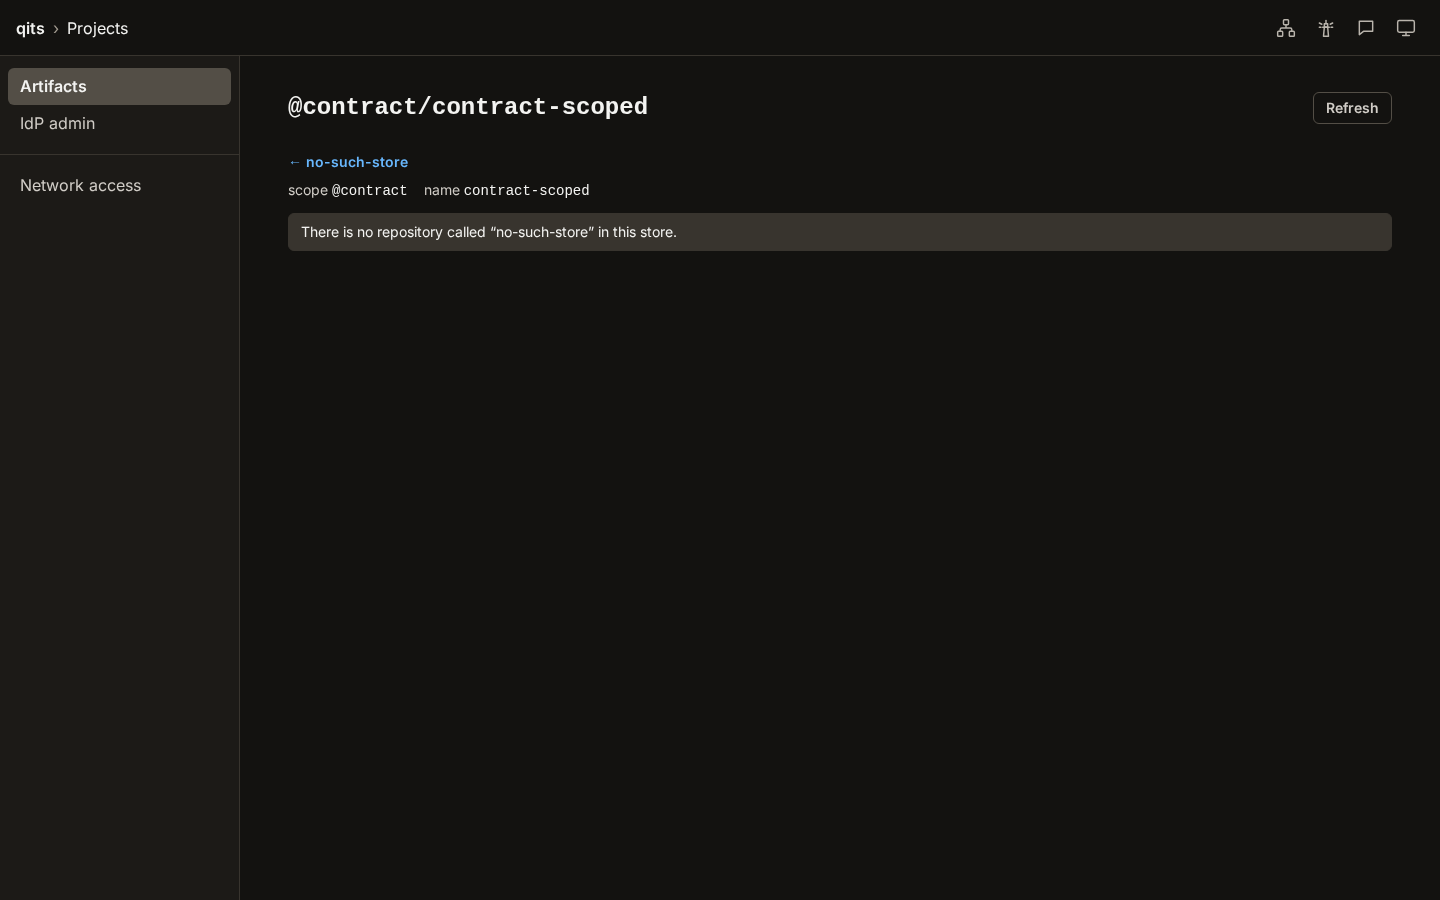 qits › Projects
Artifacts
IdP admin
Network access
@contract/contract-scoped
Refresh
← no-such-store
scope @contract name contract-scoped
There is no repository called “no-such-store” in this store.